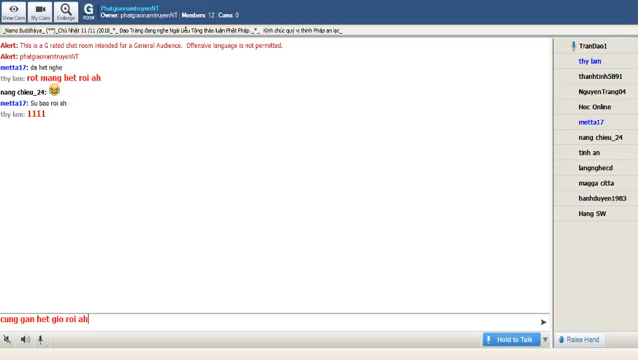 View Cams
My Cam
Enlarge
G
ROOM
PhatgiaonamtruyenNT
Owner: phatgiaonamtruyenNT | Members: 12 Cams: 0
_Namo Buddhāya_ (**)_Chủ Nhật 11/ 11 /2018_* _Đạo Tràng đang nghe Ngài Liễu Tông thảo luận Phật Pháp_*_ Kính chúc quý vị thính Pháp an lạc_
Alert: This is a G rated chat room intended for a General Audience. Offensive language is not permitted.
Alert: phatgiaonamtruyenNT
metta17: da het nghe
thy lam: rot mang het roi ah
nang chieu_24:
metta17: Su bao roi ah
thy lam: 1111
cung gan het gio roi ah
Hold to Talk
TranDao1
thy lam
thanhtinh5891
NguyenTrang04
Hoc Online
metta17
nang chieu_24
tinh an
langnghecd
magga citta
hanhduyen1983
Hang SW
Raise Hand